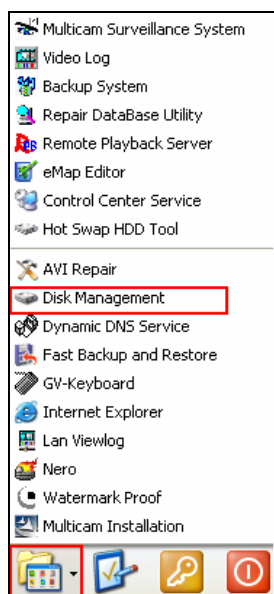 Multicam Surveillance System
Video Log
Backup System
Repair DataBase Utility
Remote Playback Server
eMap Editor
Control Center Service
Hot Swap HDD Tool
AVI Repair
Disk Management
Dynamic DNS Service
Fast Backup and Restore
GV-Keyboard
Internet Explorer
Lan Viewlog
Nero
Watermark Proof
Multicam Installation